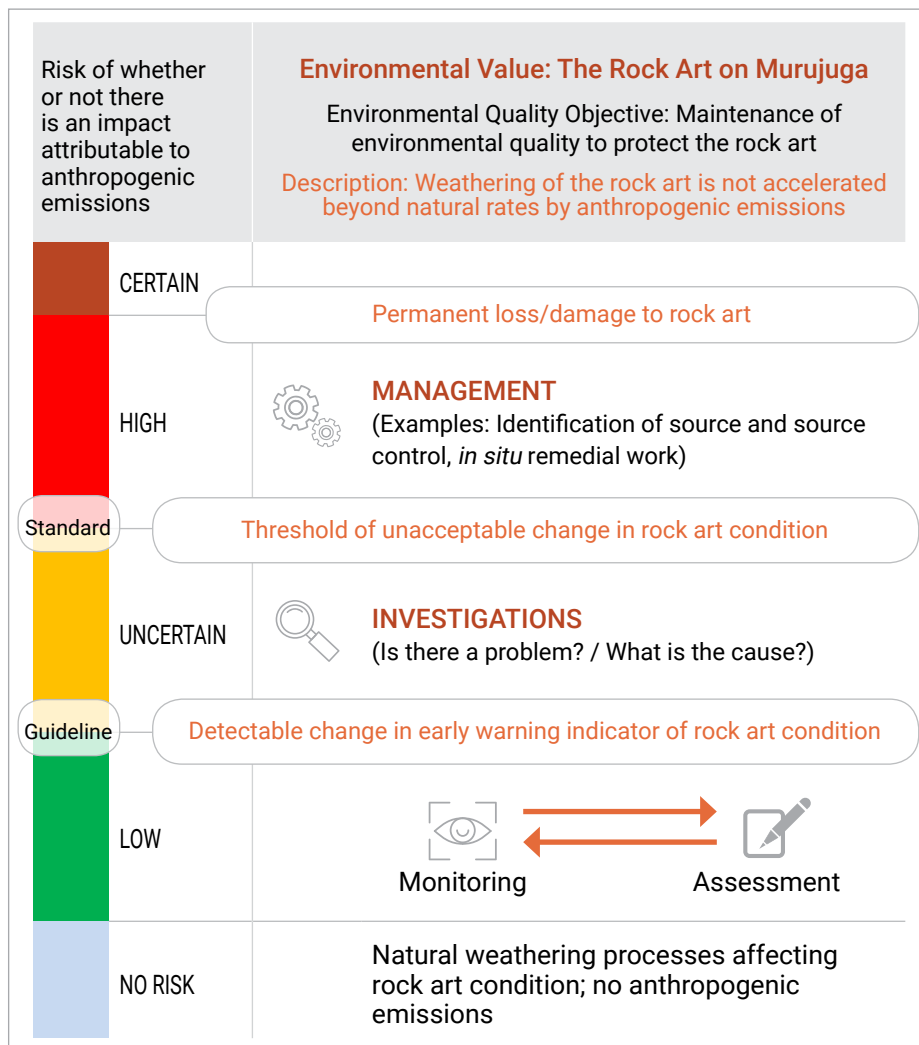 Risk of whether
or not there
is an impact
attributable to
anthropogenic
emissions
Environmental Value: The Rock Art on Murujuga
Environmental Quality Objective: Maintenance of
environmental quality to protect the rock art
Description: Weathering of the rock art is not accelerated
beyond natural rates by anthropogenic emissions
CERTAIN
Permanent loss/damage to rock art
HIGH
MANAGEMENT
(Examples: Identification of source and source
control, in situ remedial work)
Standard
Threshold of unacceptable change in rock art condition
UNCERTAIN
INVESTIGATIONS
(Is there a problem? / What is the cause?)
Guideline
Detectable change in early warning indicator of rock art condition
LOW
Monitoring
Assessment
NO RISK
Natural weathering processes affecting
rock art condition; no anthropogenic
emissions